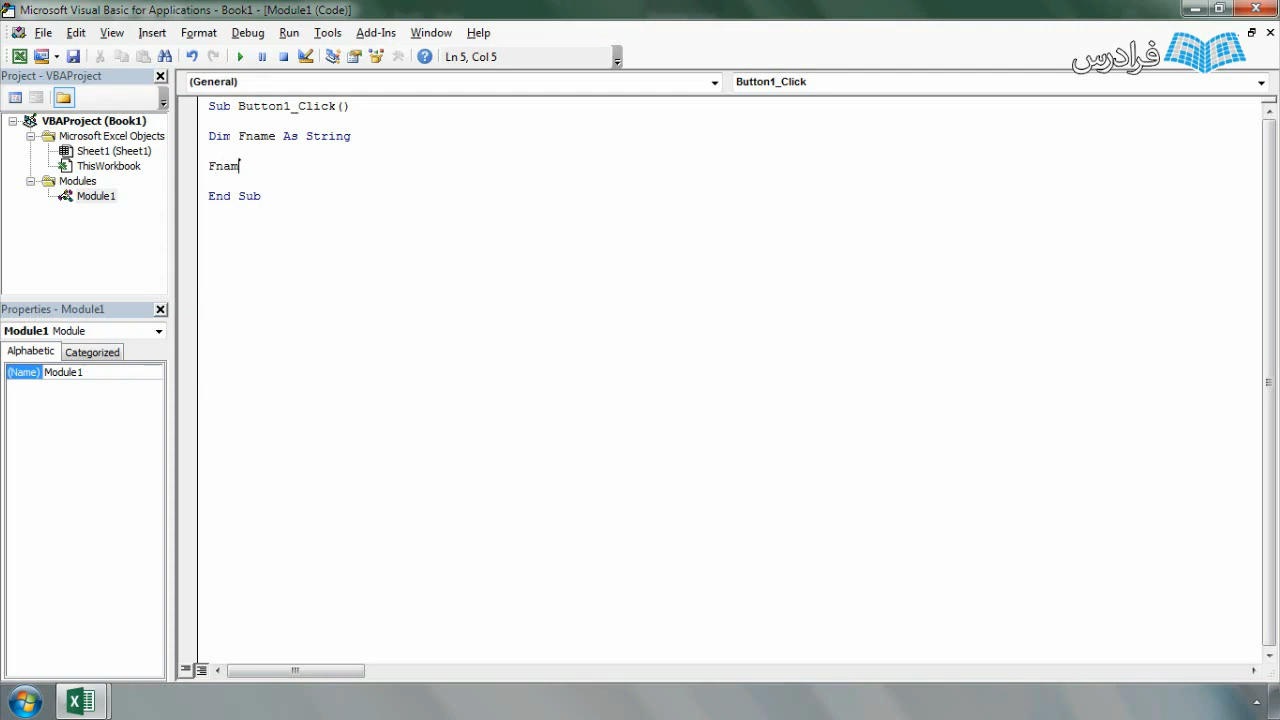 Microsoft Visual Basic for Applications - Book1 - [Module1 (Code)]
File Edit View Insert Format Debug Run Tools Add-Ins Window Help
Ln 5, Col 5
فرادرس
Project - VBAProject
(General)
Button1_Click
VBAProject (Book1)
Microsoft Excel Objects
Sheet1 (Sheet1)
ThisWorkbook
Modules
Module1
Sub Button1_Click()
Dim Fname As String
Fnam
End Sub
Properties - Module1
Module1 Module
Alphabetic Categorized
(Name) Module1